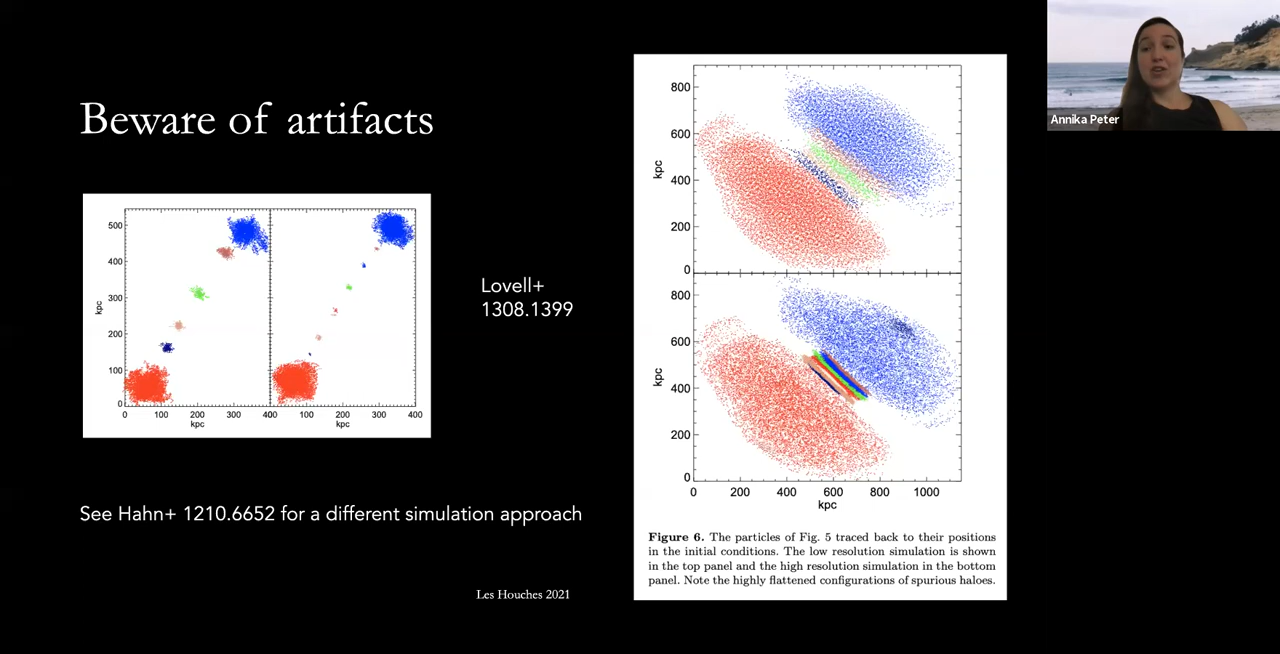 Beware of artifacts
500
400
300
200
100
0
kpc
0
100
200
300
400
100
200
300
400
kpc
kpc
Lovell+
1308.1399
See Hahn+ 1210.6652 for a different simulation approach
Les Houches 2021
800
600
400
200
0
kpc
800
600
400
200
0
kpc
0
200
400
600
800
1000
kpc
Figure 6. The particles of Fig. 5 traced back to their positions
in the initial conditions. The low resolution simulation is shown
in the top panel and the high resolution simulation in the bottom
panel. Note the highly flattened configurations of spurious haloes.
Annika Peter